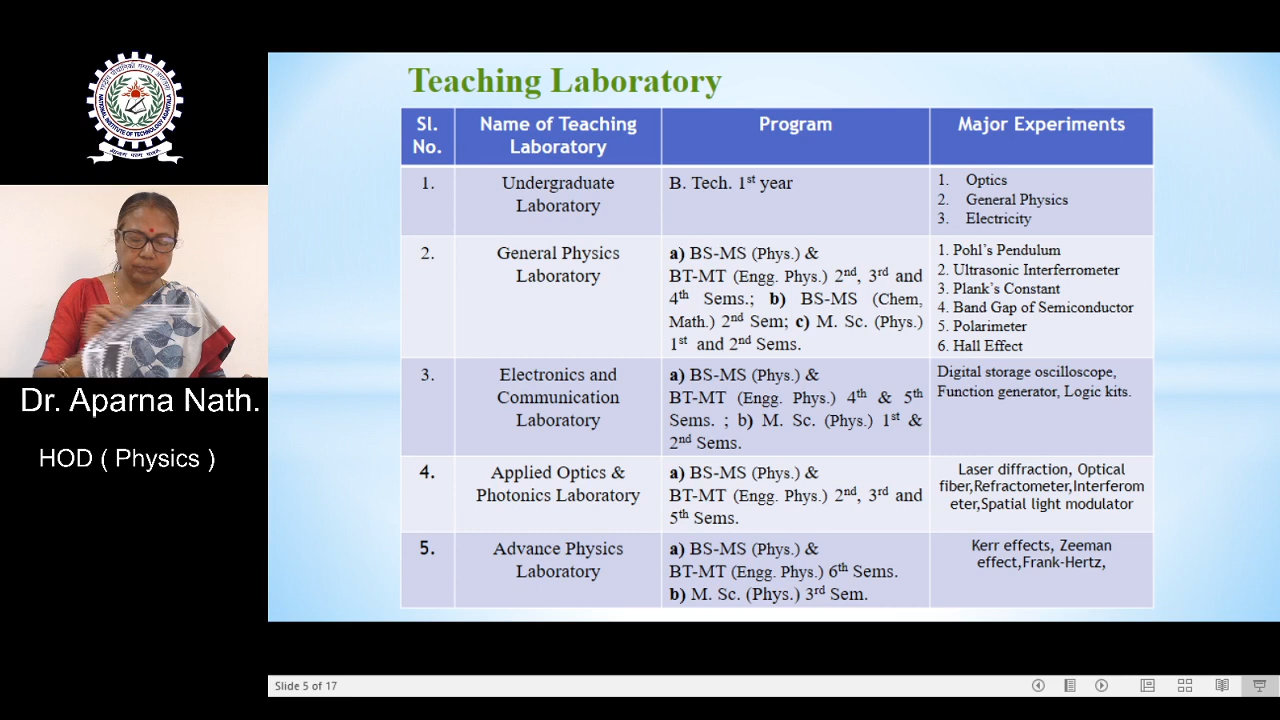 NATIONAL INSTITUTE OF TECHNOLOGY AGARTALA
Dr. Aparna Nath.
HOD ( Physics )
Teaching Laboratory
Sl. No.
Name of Teaching Laboratory
Program
Major Experiments
1.
Undergraduate
Laboratory
B. Tech. 1st year
1. Optics
2. General Physics
3. Electricity
2.
General Physics
Laboratory
a) BS-MS (Phys.) &
BT-MT (Engg. Phys.) 2nd, 3rd and
4th Sems.; b) BS-MS (Chem,
Math.) 2nd Sem; c) M. Sc. (Phys.)
1st and 2nd Sems.
1. Pohl's Pendulum
2. Ultrasonic Interferrometer
3. Plank's Constant
4. Band Gap of Semiconductor
5. Polarimeter
6. Hall Effect
3.
Electronics and
Communication
Laboratory
a) BS-MS (Phys.) &
BT-MT (Engg. Phys.) 4th & 5th
Sems. ; b) M. Sc. (Phys.) 1st &
2nd Sems.
Digital storage oscilloscope,
Function generator, Logic kits.
4.
Applied Optics &
Photonics Laboratory
a) BS-MS (Phys.) &
BT-MT (Engg. Phys.) 2nd, 3rd and
5th Sems.
Laser diffraction, Optical
fiber,Refractometer,Interferom
eter,Spatial light modulator
5.
Advance Physics
Laboratory
a) BS-MS (Phys.) &
BT-MT (Engg. Phys.) 6th Sems.
b) M. Sc. (Phys.) 3rd Sem.
Kerr effects, Zeeman
effect,Frank-Hertz,
Slide 5 of 17